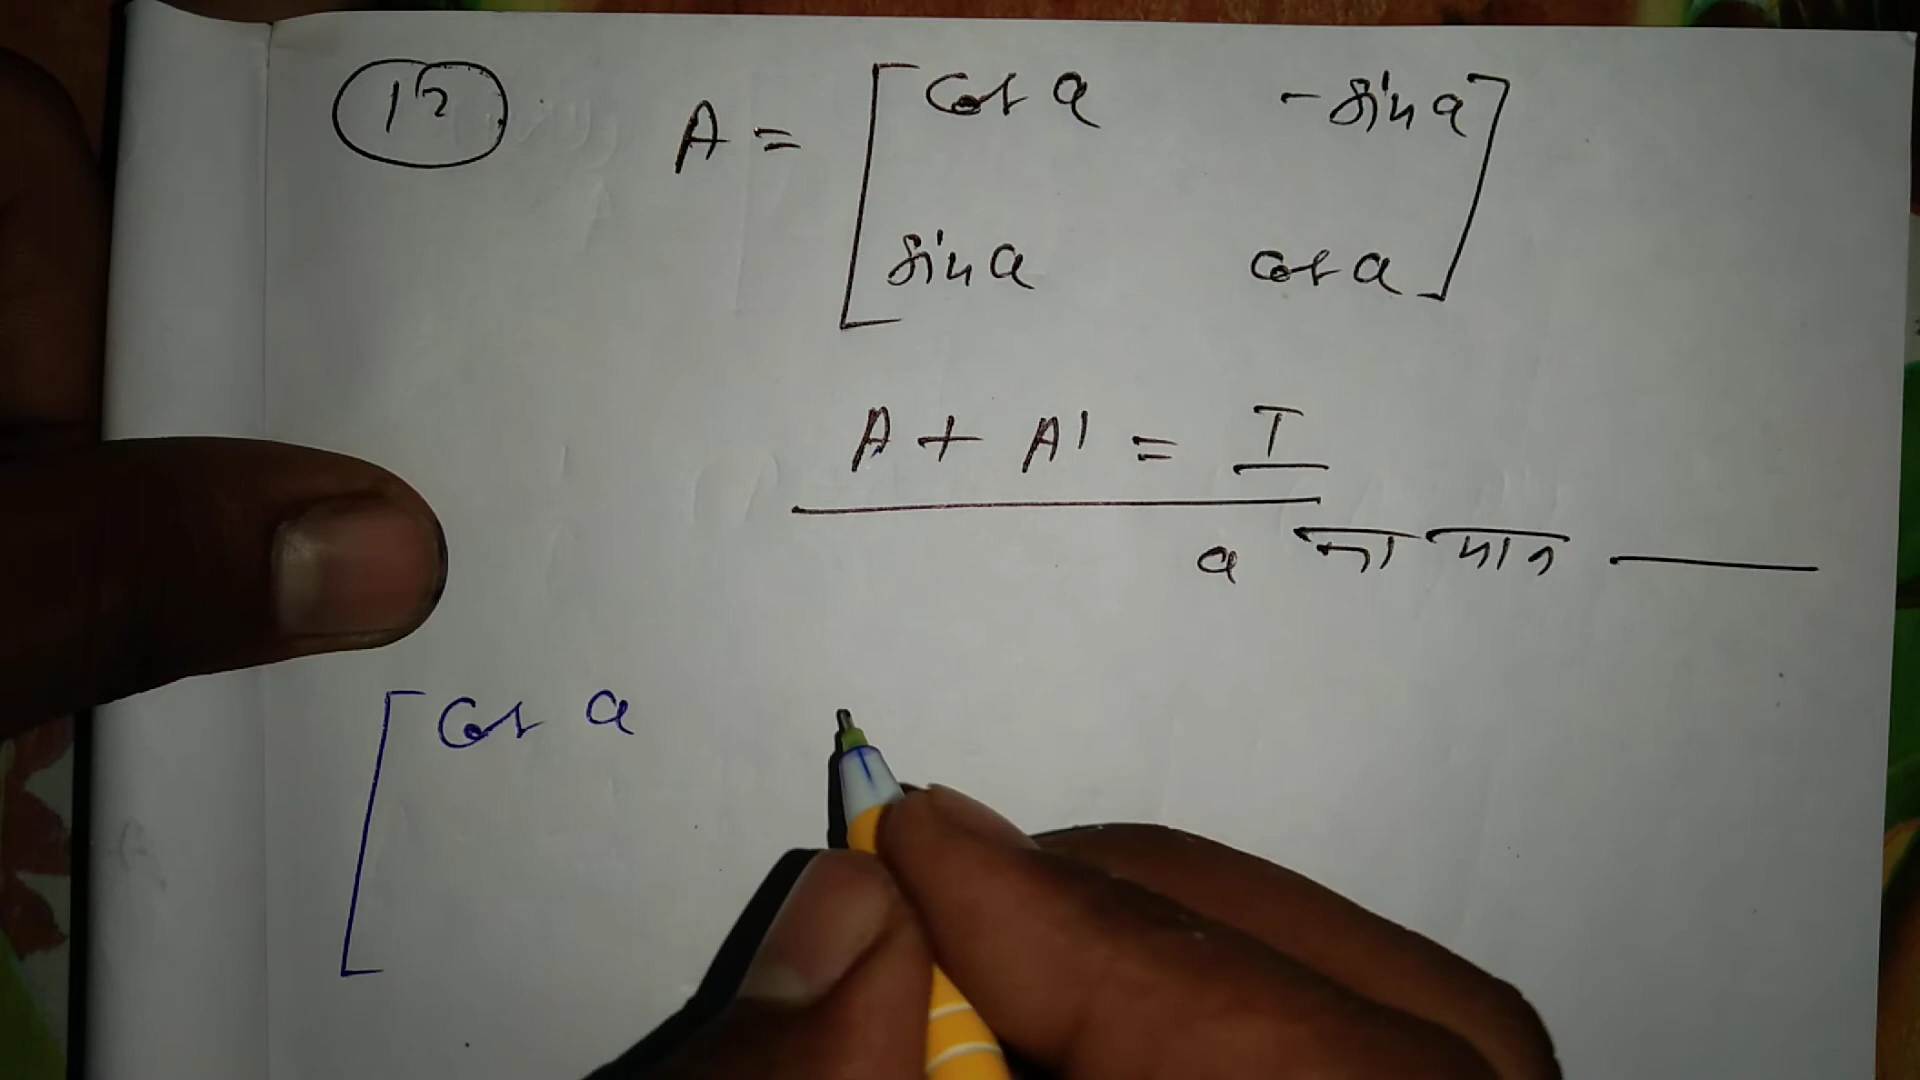 12 A = [ cos a - sin a
sin a cos a ]
A + A' = I
a का मान ____
[ cos a